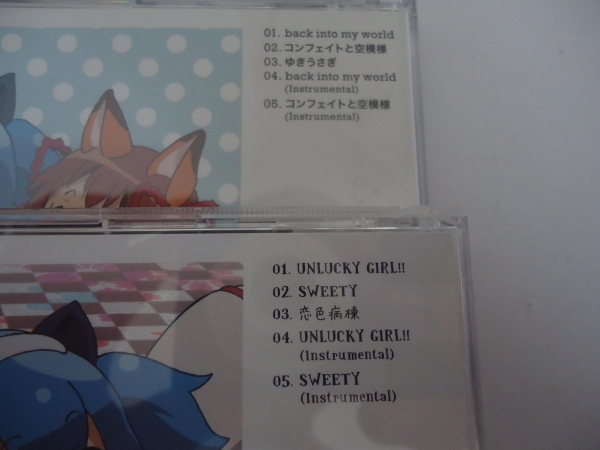 01. back into my world
02. コンフェイトと空模様
03. ゆきうさぎ
04. back into my world
(Instrumental)
05. コンフェイトと空模様
(Instrumental)
01. UNLUCKY GIRL!!
02. SWEETY
03. 恋色病棟
04. UNLUCKY GIRL!!
(Instrumental)
05. SWEETY
(Instrumental)